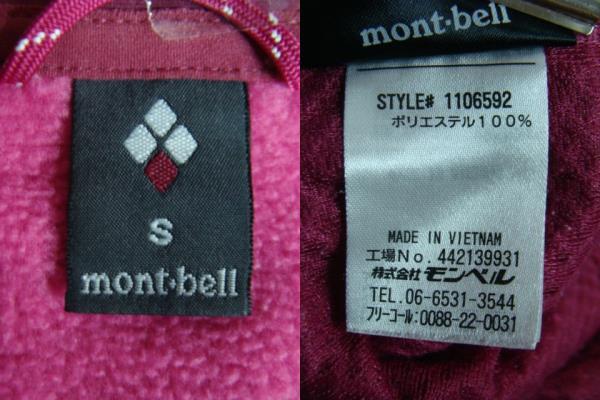 S
mont·bell
mont·bell
STYLE# 1106592
ポリエステル100%
MADE IN VIETNAM
工場No. 442139931
株式会社 モンベル
TEL. 06-6531-3544
フリーコール: 0088-22-0031